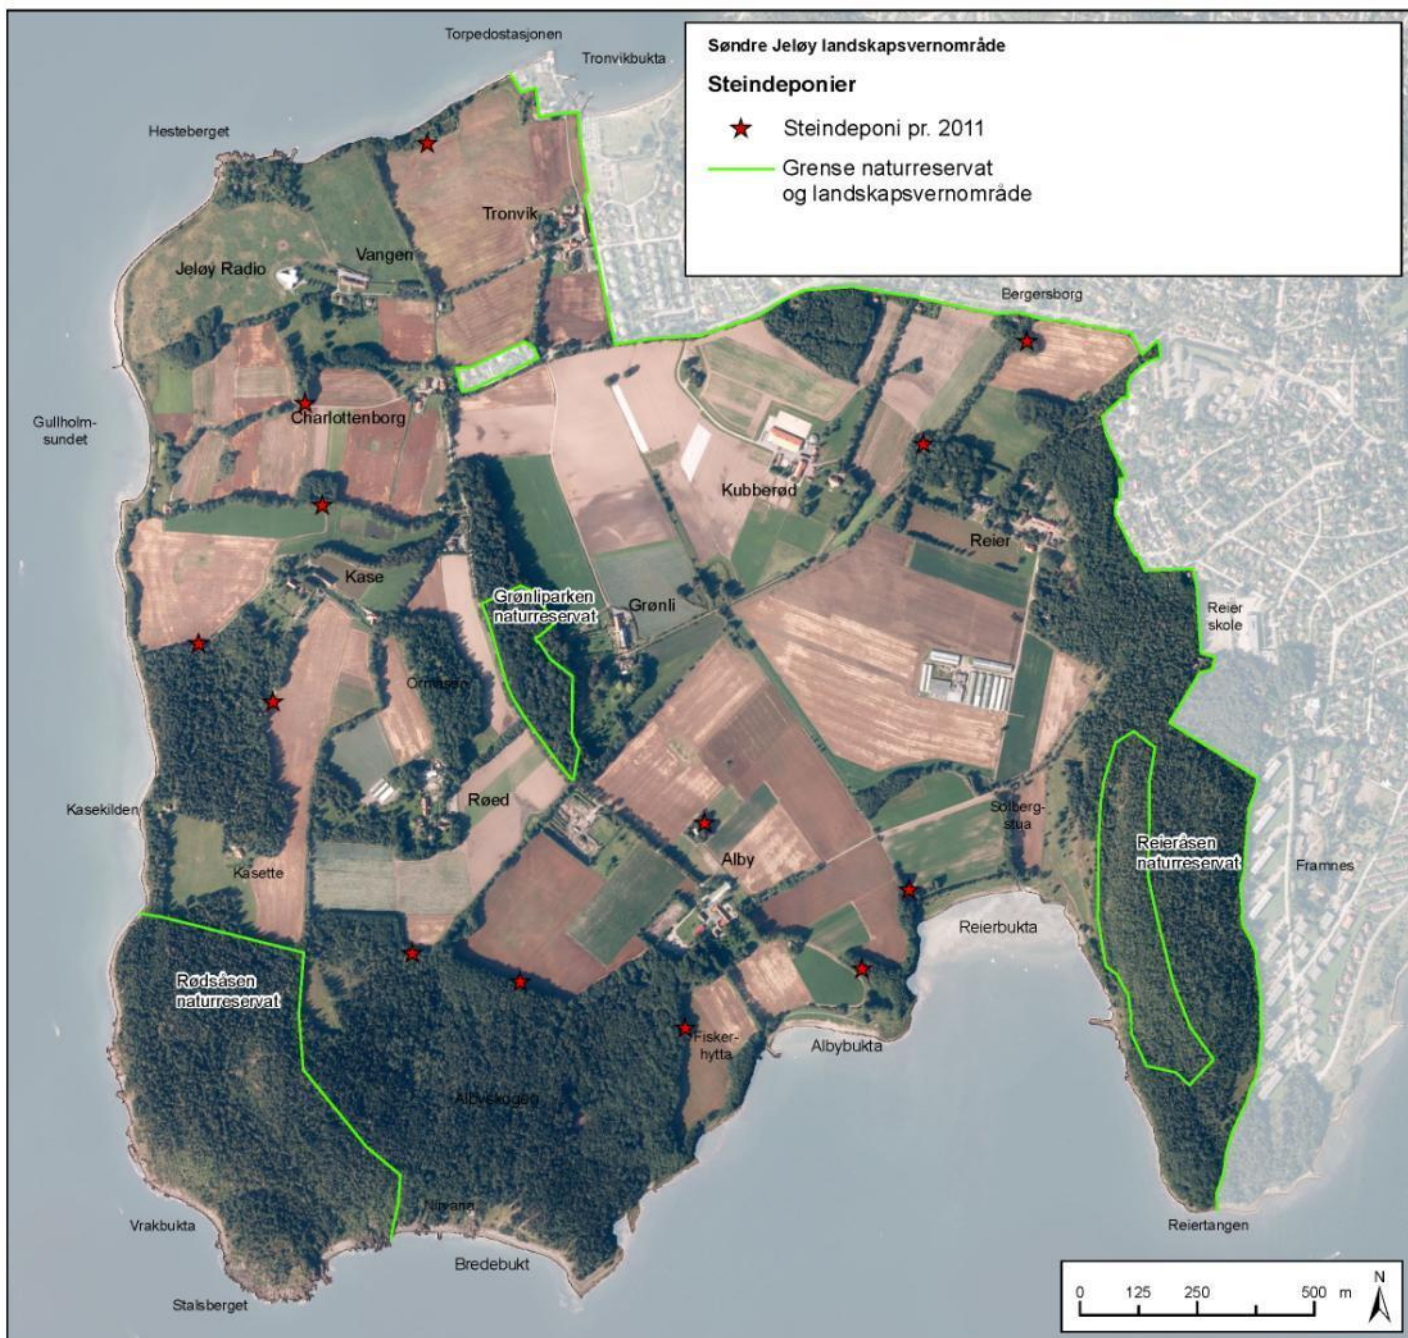 Torpedostasjonen
Tronvikbukta
Søndre Jeløy landskapsvernområde
Steindeponier
Steindeponi pr. 2011
Grense naturreservat
og landskapsvernområde
Hesteberget
Tronvik
Vangen
Jeløy Radio
Bergersborg
Charlottenborg
Gullholm-
sundet
Kubberød
Reier
Kase
Grønliparken
naturreservat
Grønli
Reier
skole
Ormåsen
Kasekilden
Røed
Solberg-
stua
Alby
Reieråsen
naturreservat
Framnes
Kasette
Reierbukta
Rødsåsen
naturreservat
Fisker-
hytta
Albybukta
Albyskogen
Nirvana
Vrakbukta
Reiertangen
Bredebukt
Stalsberget
N
0 125 250 500 m